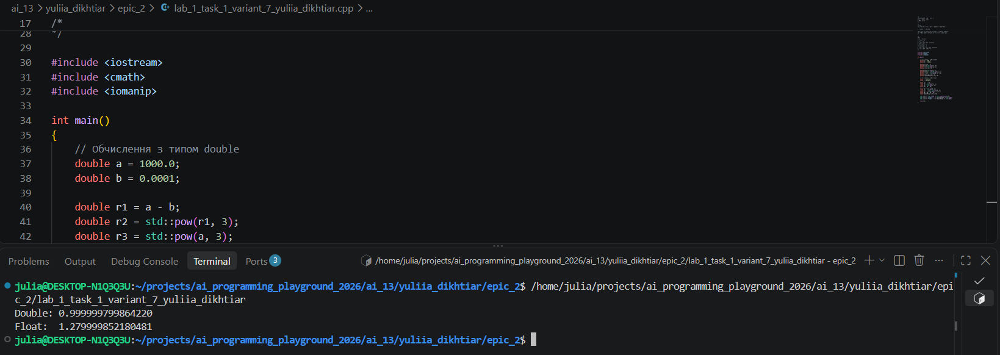 ai_13 > yuliia_dikhtiar > epic_2 > lab_1_task_1_variant_7_yuliia_dikhtiar.cpp > ...
17 /*
28 */
29
30 #include <iostream>
31 #include <cmath>
32 #include <iomanip>
33
34 int main()
35 {
36 // Обчислення з типом double
37 double a = 1000.0;
38 double b = 0.0001;
39
40 double r1 = a - b;
41 double r2 = std::pow(r1, 3);
42 double r3 = std::pow(a, 3);
Problems Output Debug Console Terminal Ports 3 /home/julia/projects/ai_programming_playground_2026/ai_13/yuliia_dikhtiar/epic_2/lab_1_task_1_variant_7_yuliia_dikhtiar - epic_2
julia@DESKTOP-N1Q3Q3U:~/projects/ai_programming_playground_2026/ai_13/yuliia_dikhtiar/epic_2$ /home/julia/projects/ai_programming_playground_2026/ai_13/yuliia_dikhtiar/epi
c_2/lab_1_task_1_variant_7_yuliia_dikhtiar
Double: 0.999999799864220
Float:  1.279999852180481
julia@DESKTOP-N1Q3Q3U:~/projects/ai_programming_playground_2026/ai_13/yuliia_dikhtiar/epic_2$